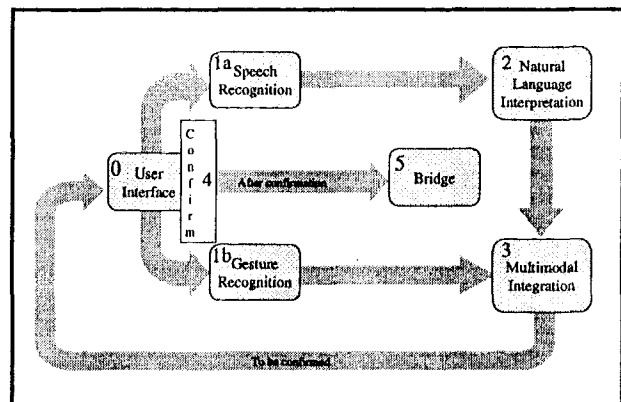 1a
Speech
Recognition
2
Natural
Language
Interpretation
0
User
Interface
Confirm
4
After confirmation
5
Bridge
1b
Gesture
Recognition
3
Multimodal
Integration
To be confirmed